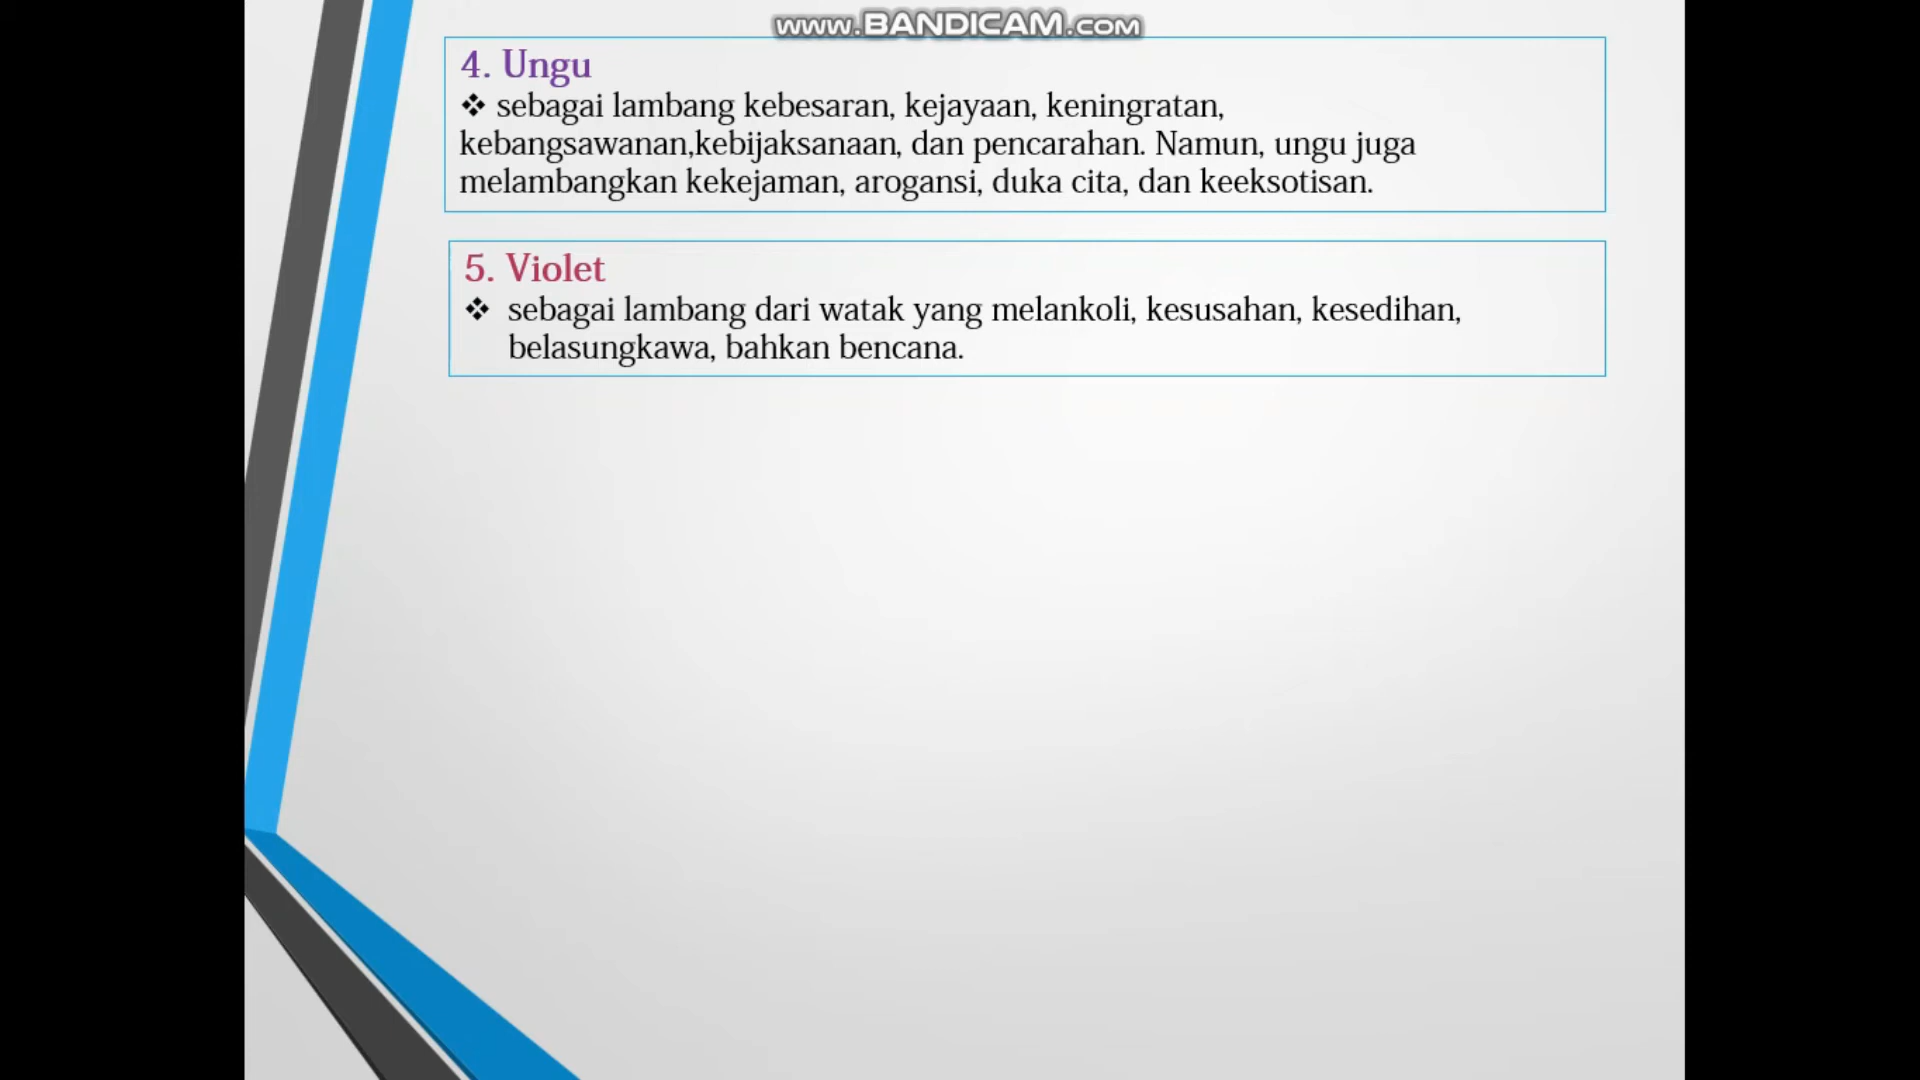 www.BANDICAM.com
4. Ungu
❖ sebagai lambang kebesaran, kejayaan, keningratan,
kebangsawanan,kebijaksanaan, dan pencarahan. Namun, ungu juga
melambangkan kekejaman, arogansi, duka cita, dan keeksotisan.
5. Violet
❖ sebagai lambang dari watak yang melankoli, kesusahan, kesedihan,
belasungkawa, bahkan bencana.